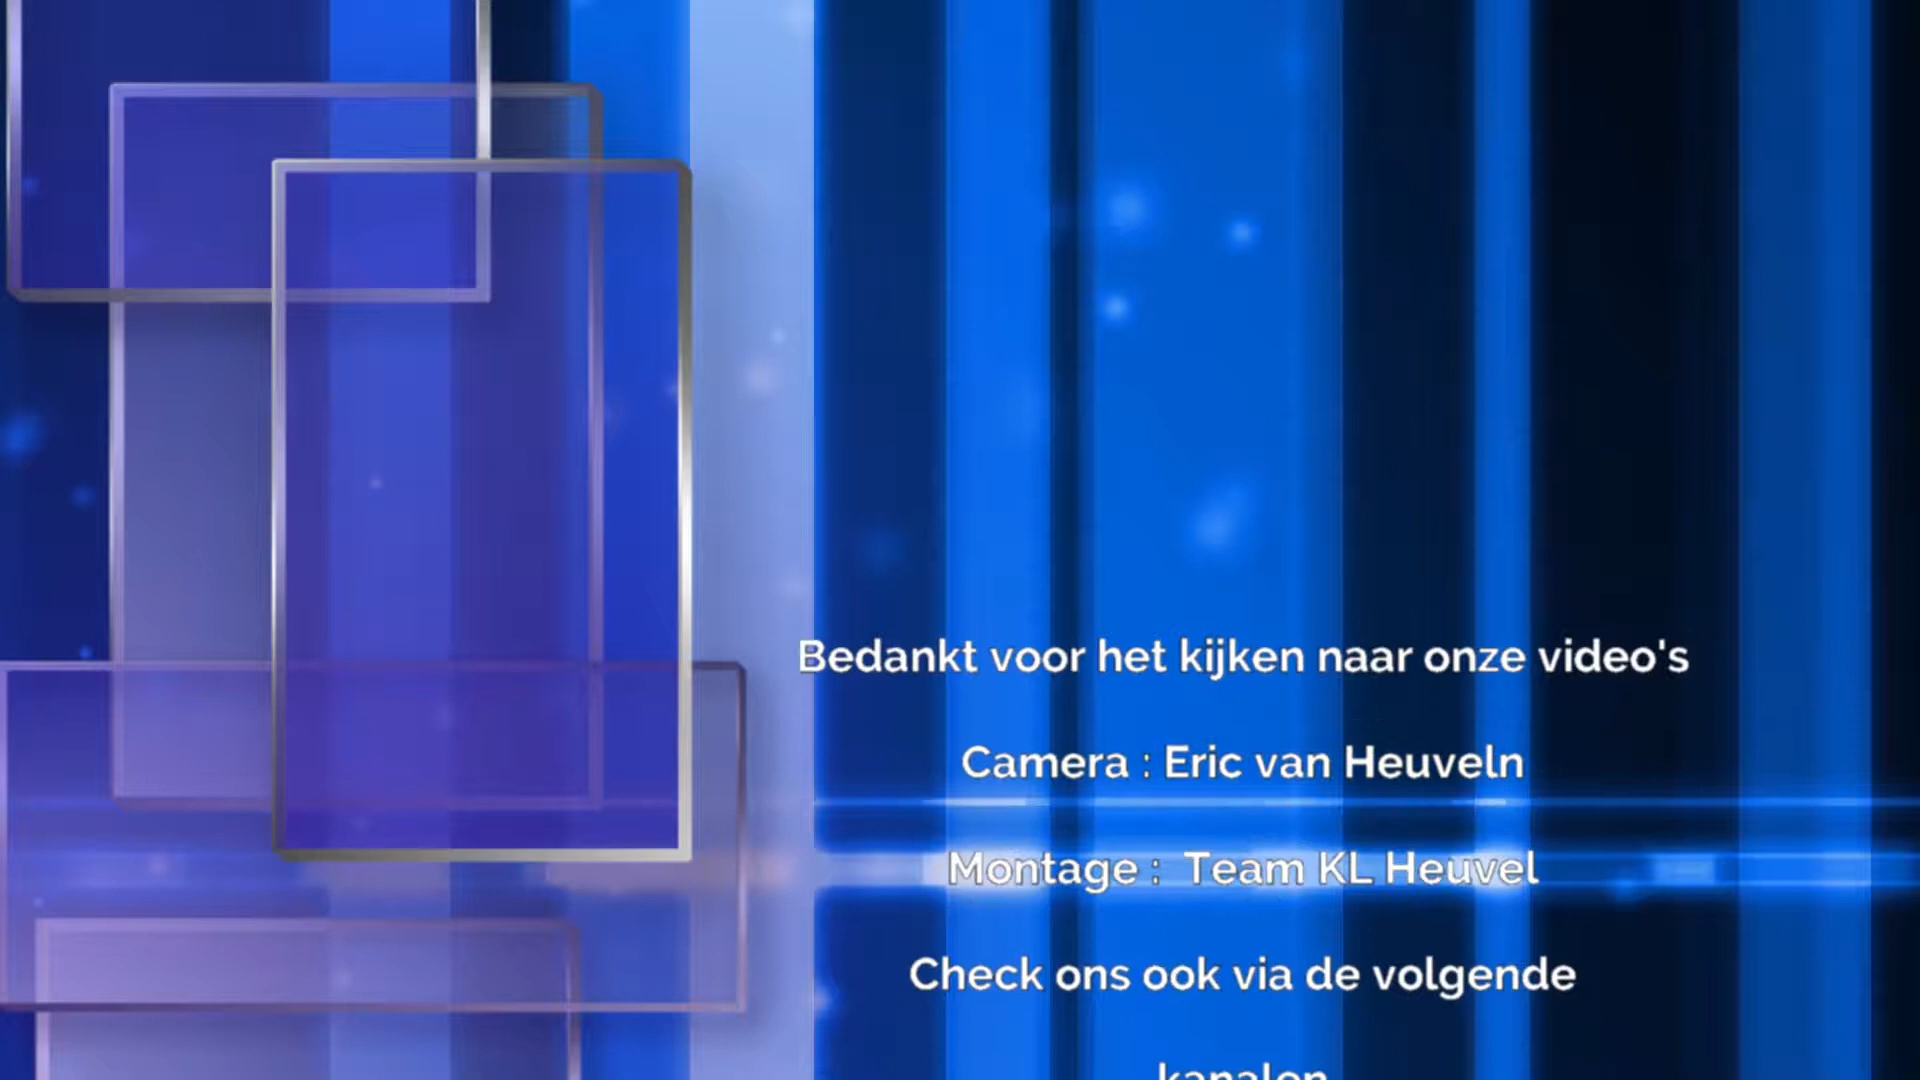 Bedankt voor het kijken naar onze video's
Camera : Eric van Heuveln
Montage :  Team KL Heuvel
Check ons ook via de volgende
kanalen